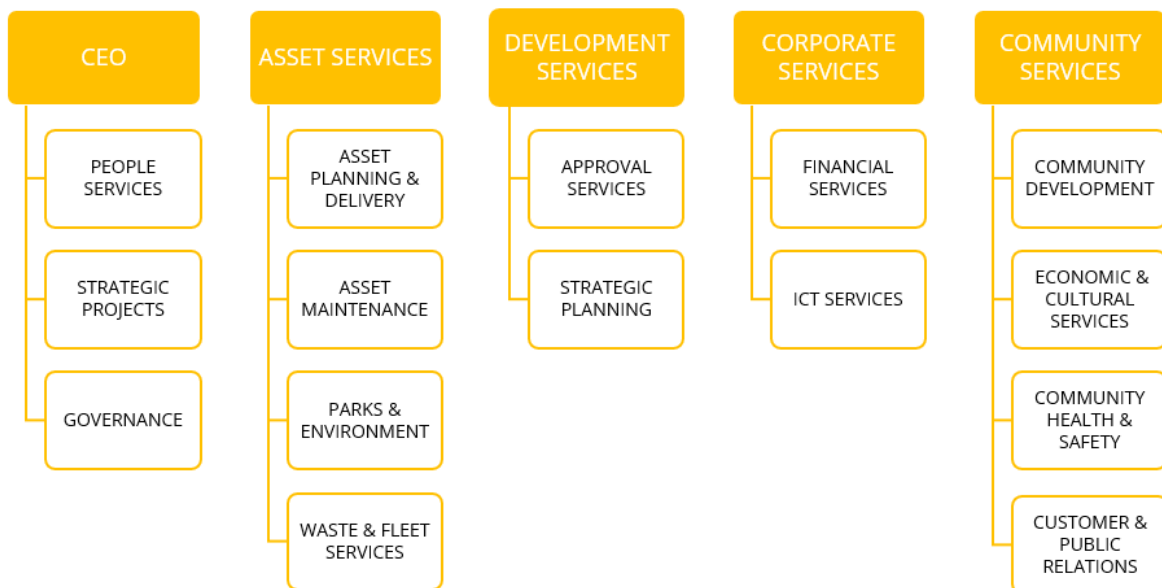 CEO
PEOPLE
SERVICES
STRATEGIC
PROJECTS
GOVERNANCE
ASSET SERVICES
ASSET
PLANNING &
DELIVERY
ASSET
MAINTENANCE
PARKS &
ENVIRONMENT
WASTE & FLEET
SERVICES
DEVELOPMENT
SERVICES
APPROVAL
SERVICES
STRATEGIC
PLANNING
CORPORATE
SERVICES
FINANCIAL
SERVICES
ICT SERVICES
COMMUNITY
SERVICES
COMMUNITY
DEVELOPMENT
ECONOMIC &
CULTURAL
SERVICES
COMMUNITY
HEALTH &
SAFETY
CUSTOMER &
PUBLIC
RELATIONS